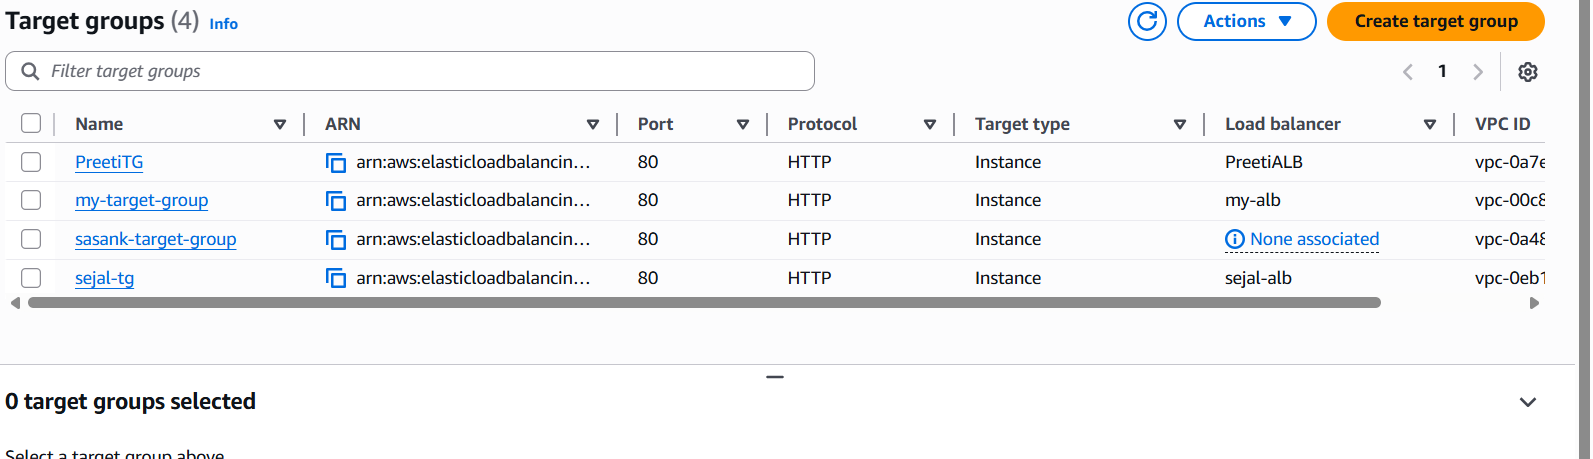 Target groups (4) Info
Actions
Create target group
Filter target groups
1
Name ARN Port Protocol Target type Load balancer VPC ID
PreetiTG arn:aws:elasticloadbalancin... 80 HTTP Instance PreetiALB vpc-0a7e
my-target-group arn:aws:elasticloadbalancin... 80 HTTP Instance my-alb vpc-00c8
sasank-target-group arn:aws:elasticloadbalancin... 80 HTTP Instance None associated vpc-0a48
sejal-tg arn:aws:elasticloadbalancin... 80 HTTP Instance sejal-alb vpc-0eb1
0 target groups selected
Select a target group above